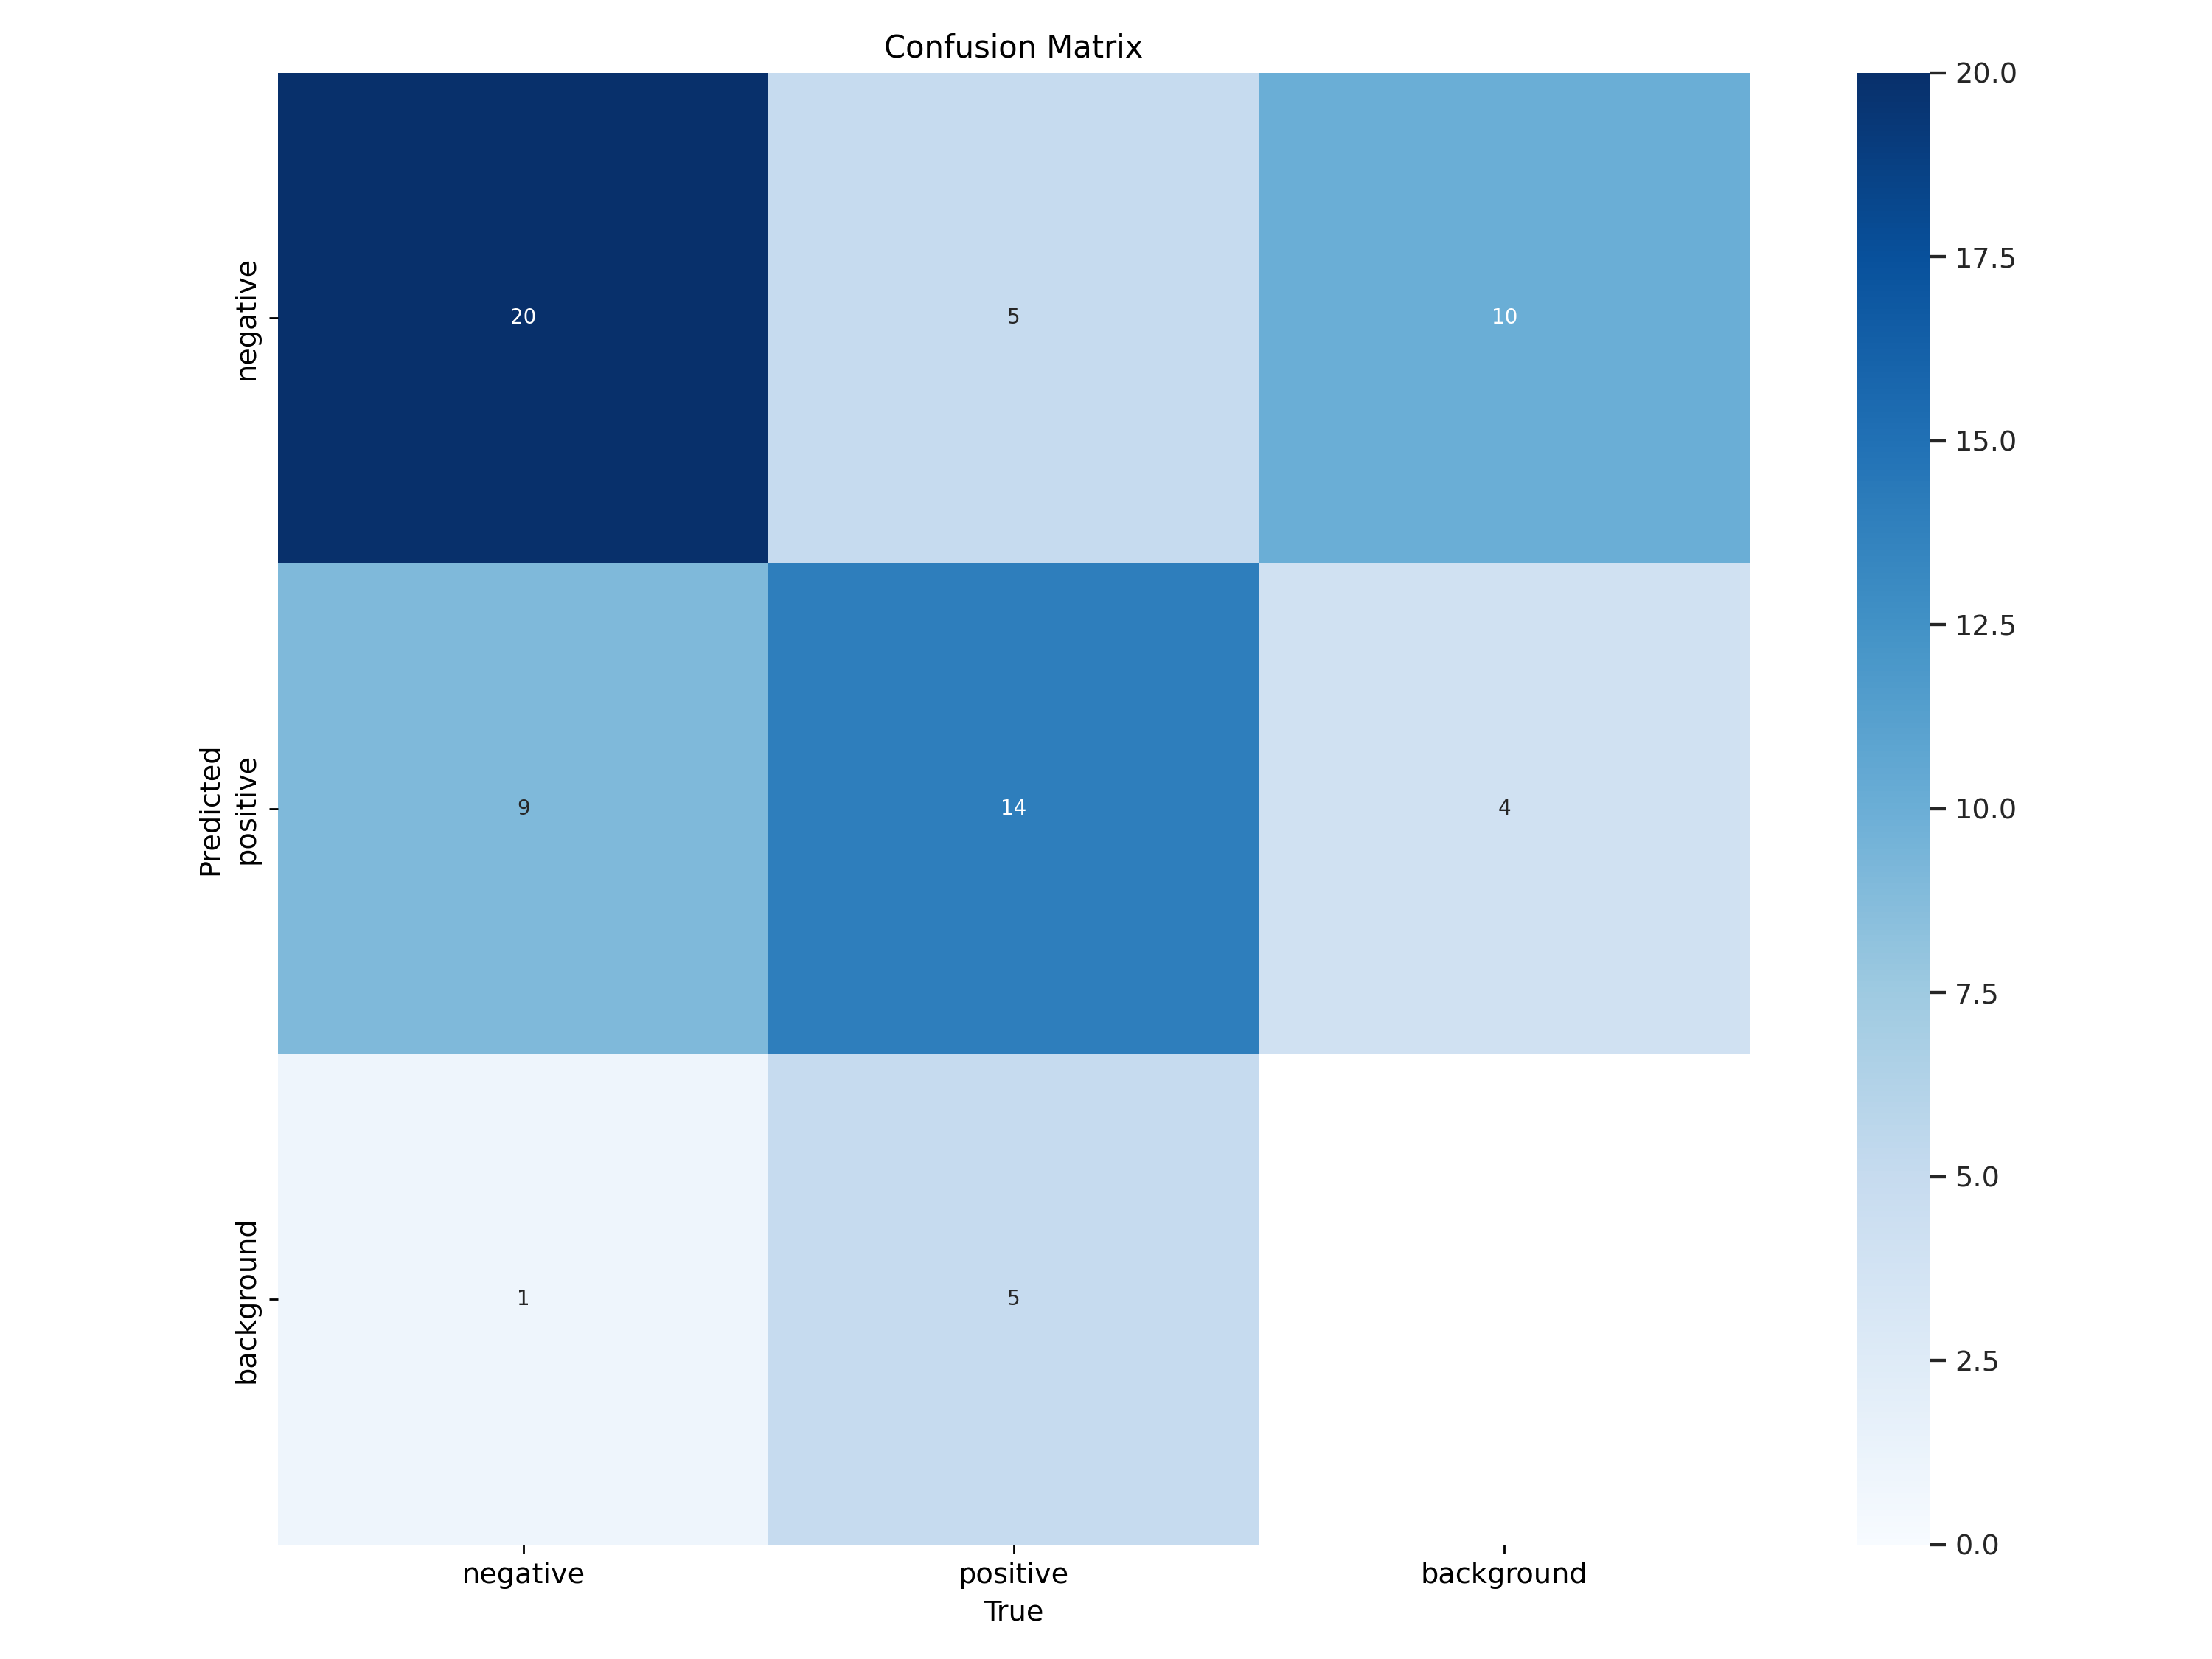 Confusion Matrix
20.0
17.5
15.0
12.5
10.0
7.5
5.0
2.5
0.0
negative
20 5 10
Predicted
positive
9 14 4
background
1 5
negative positive background
True